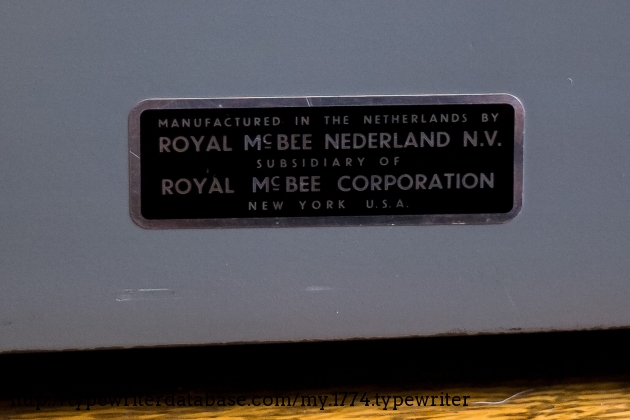 MANUFACTURED IN THE NETHERLANDS BY
ROYAL McBEE NEDERLAND N.V.
SUBSIDIARY OF
ROYAL McBEE CORPORATION
NEW YORK U.S.A.
http://typewriterdatabase.com/my.1774.typewriter